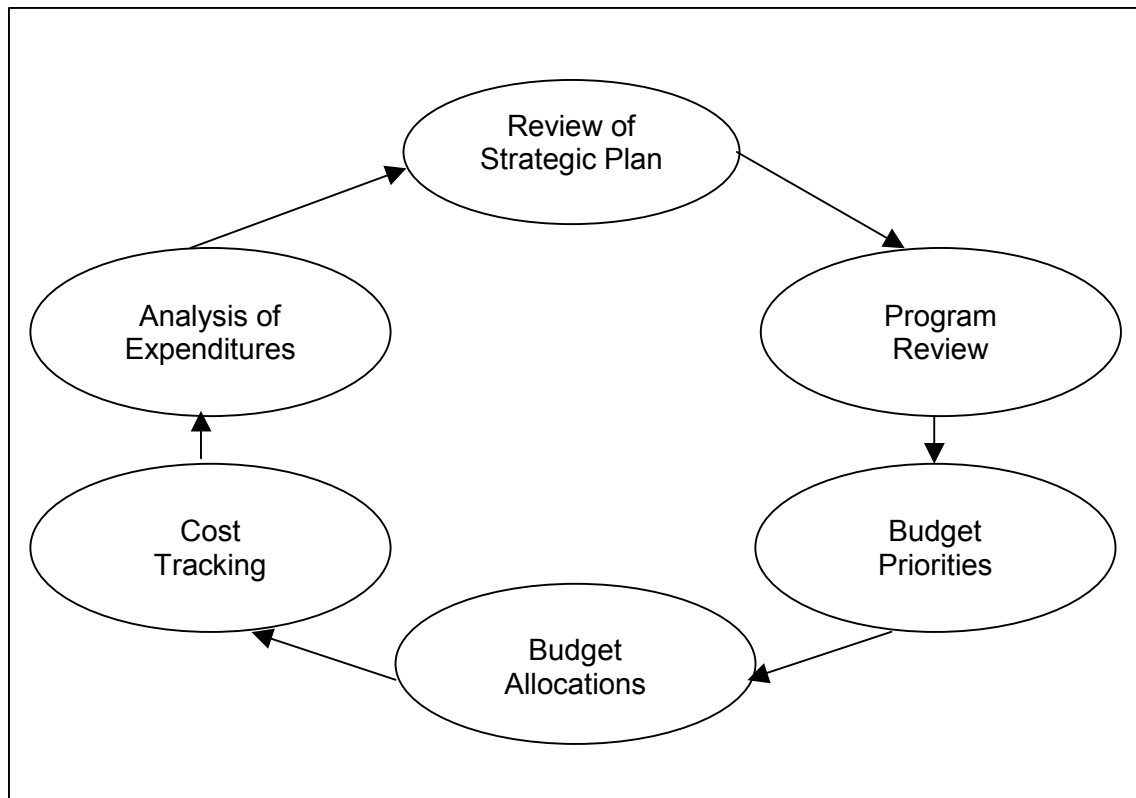 Review of
Strategic Plan
Program
Review
Budget
Priorities
Budget
Allocations
Cost
Tracking
Analysis of
Expenditures